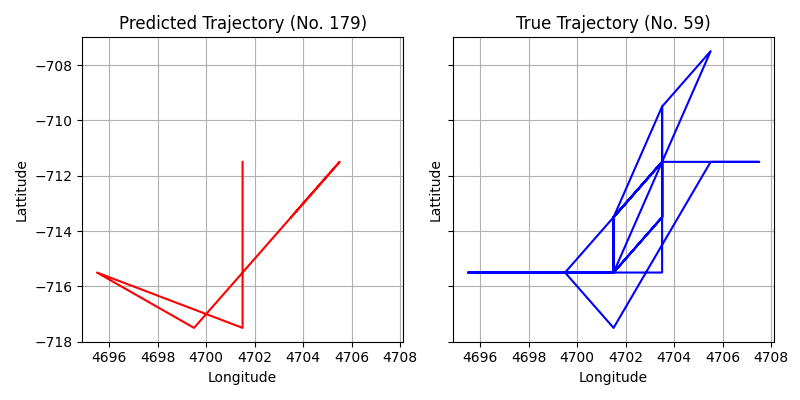 Predicted Trajectory (No. 179)
True Trajectory (No. 59)
−708
−710
−712
−714
−716
−718
Lattitude
Lattitude
4696 4698 4700 4702 4704 4706 4708
4696 4698 4700 4702 4704 4706 4708
Longitude
Longitude